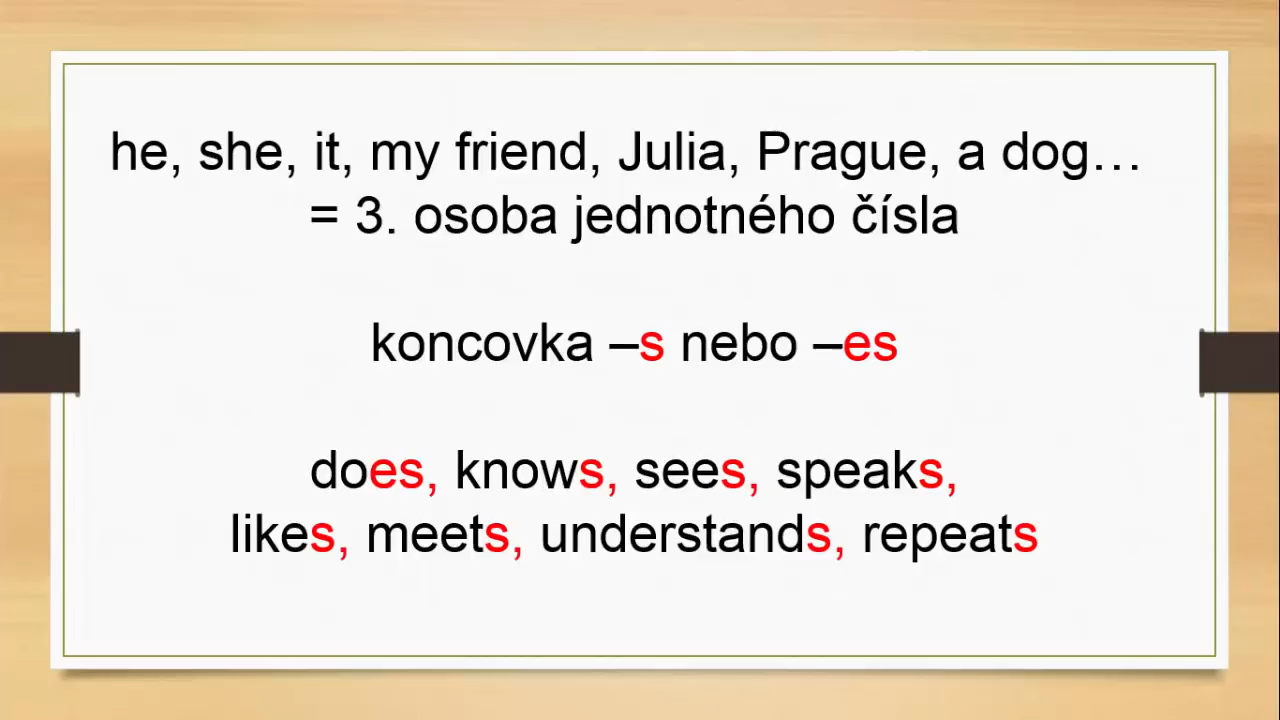 he, she, it, my friend, Julia, Prague, a dog…
= 3. osoba jednotného čísla
koncovka –s nebo –es
does, knows, sees, speaks,
likes, meets, understands, repeats